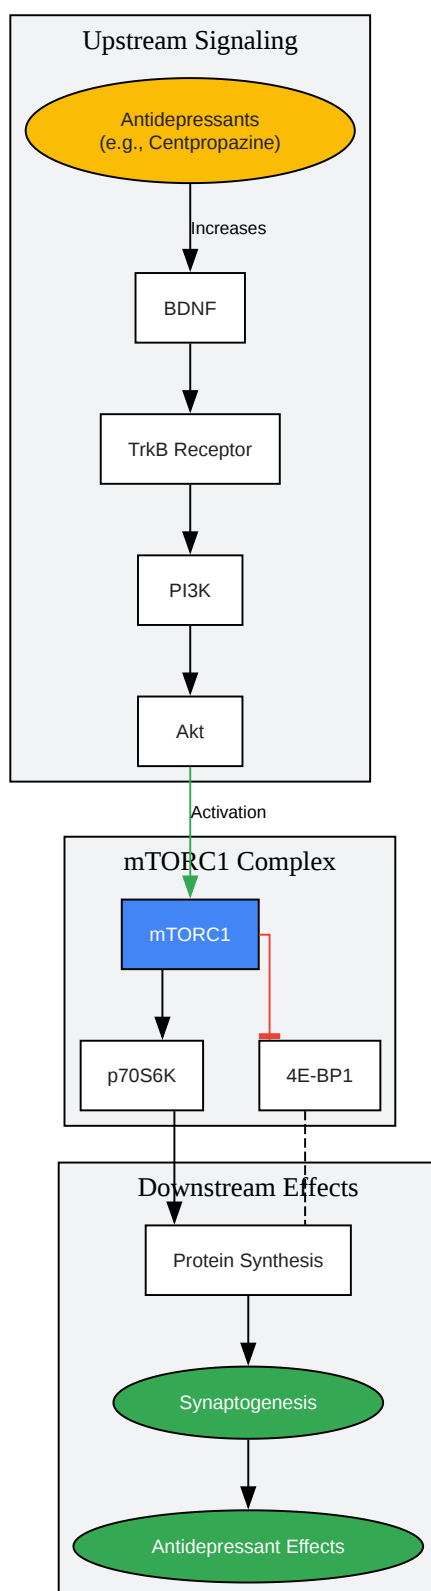 Upstream Signaling
Antidepressants
(e.g., Centpropazine)
Increases
BDNF
TrkB Receptor
PI3K
Akt
Activation
mTORC1 Complex
mTORC1
p70S6K
4E-BP1
Downstream Effects
Protein Synthesis
Synaptogenesis
Antidepressant Effects